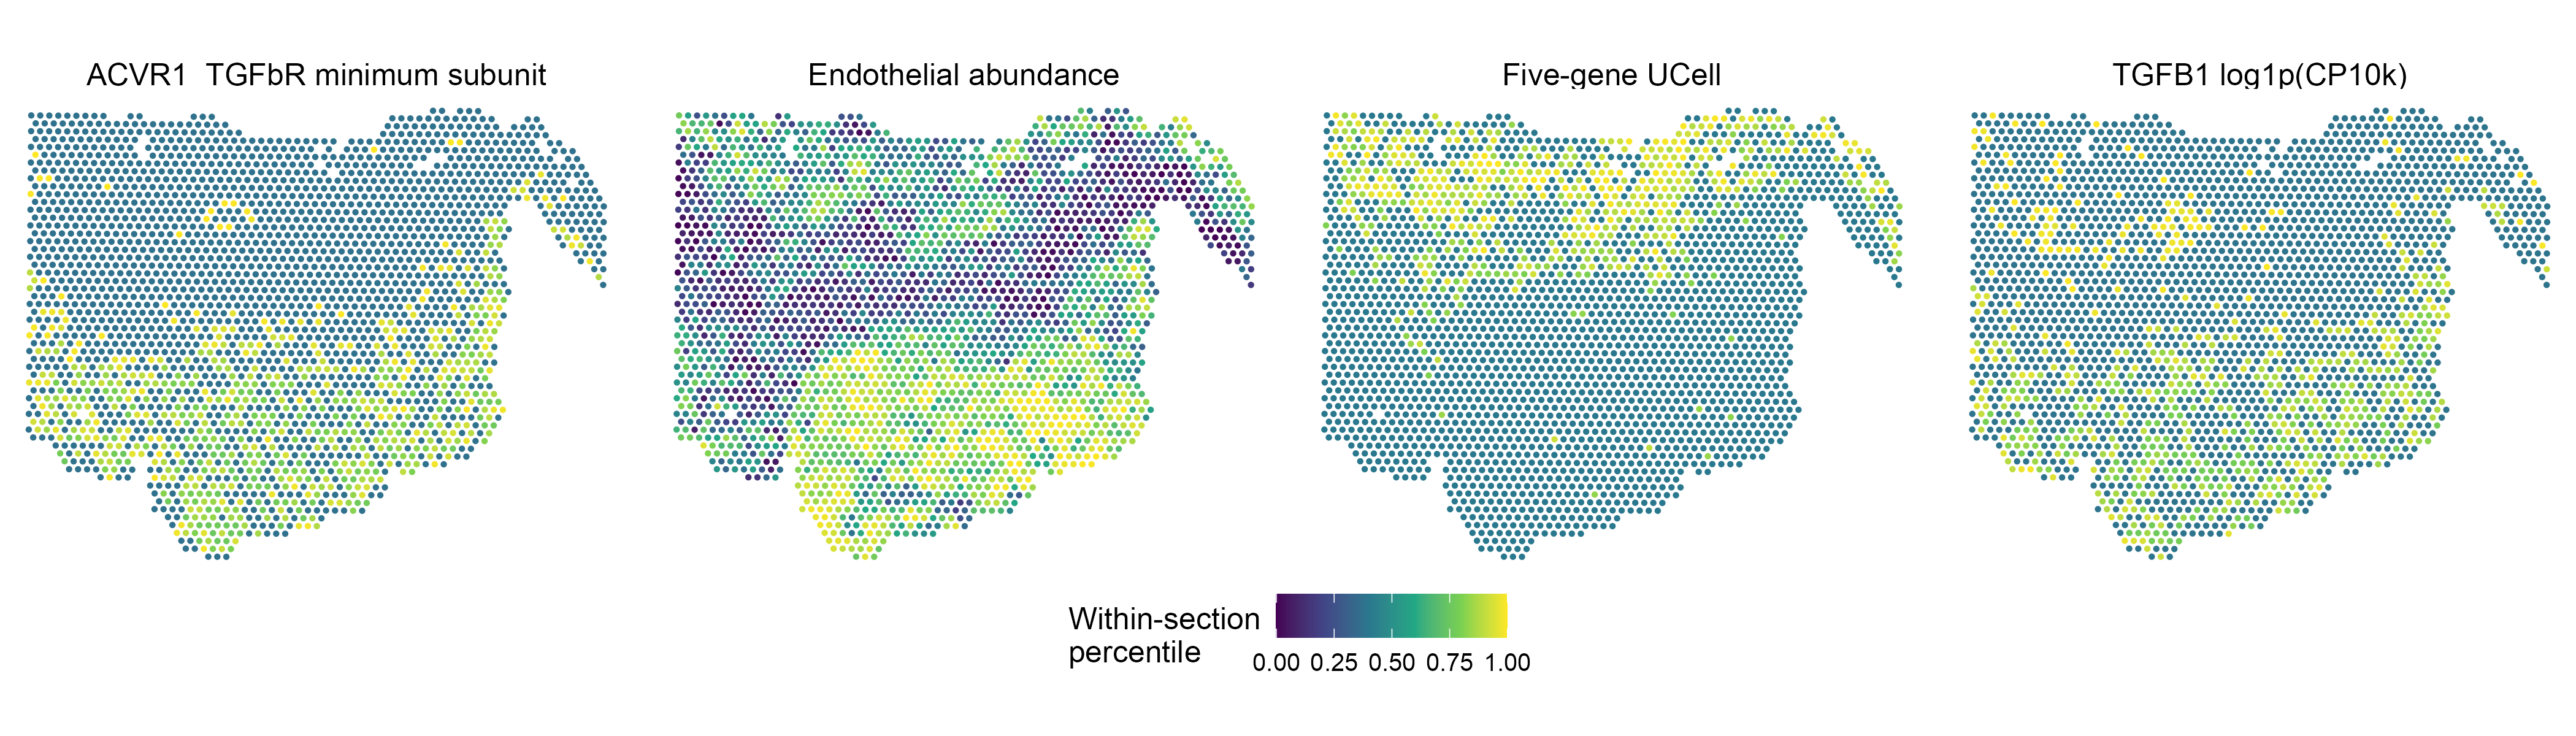 ACVR1  TGFbR minimum subunit
Endothelial abundance
Five-gene UCell
TGFB1 log1p(CP10k)
Within-section
percentile
0.00 0.25 0.50 0.75 1.00